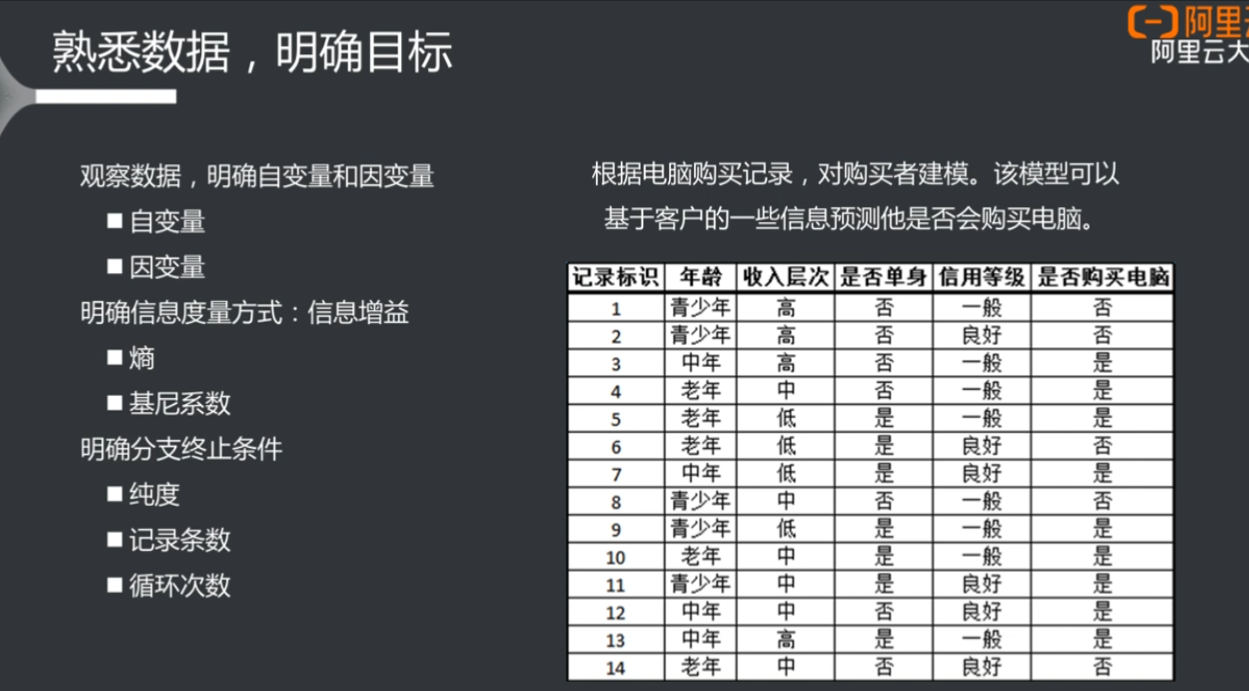 熟悉数据，明确目标
阿里
阿里云大
观察数据，明确自变量和因变量
■ 自变量
■ 因变量
明确信息度量方式：信息增益
■ 熵
■ 基尼系数
明确分支终止条件
■ 纯度
■ 记录条数
■ 循环次数
根据电脑购买记录，对购买者建模。该模型可以
基于客户的一些信息预测他是否会购买电脑。
记录标识 年龄 收入层次 是否单身 信用等级 是否购买电脑
1 青少年 高 否 一般 否
2 青少年 高 否 良好 否
3 中年 高 否 一般 是
4 老年 中 否 一般 是
5 老年 低 是 一般 是
6 老年 低 是 良好 否
7 中年 低 是 良好 是
8 青少年 中 否 一般 否
9 青少年 低 是 一般 是
10 老年 中 是 一般 是
11 青少年 中 是 良好 是
12 中年 中 否 良好 是
13 中年 高 是 一般 是
14 老年 中 否 良好 否